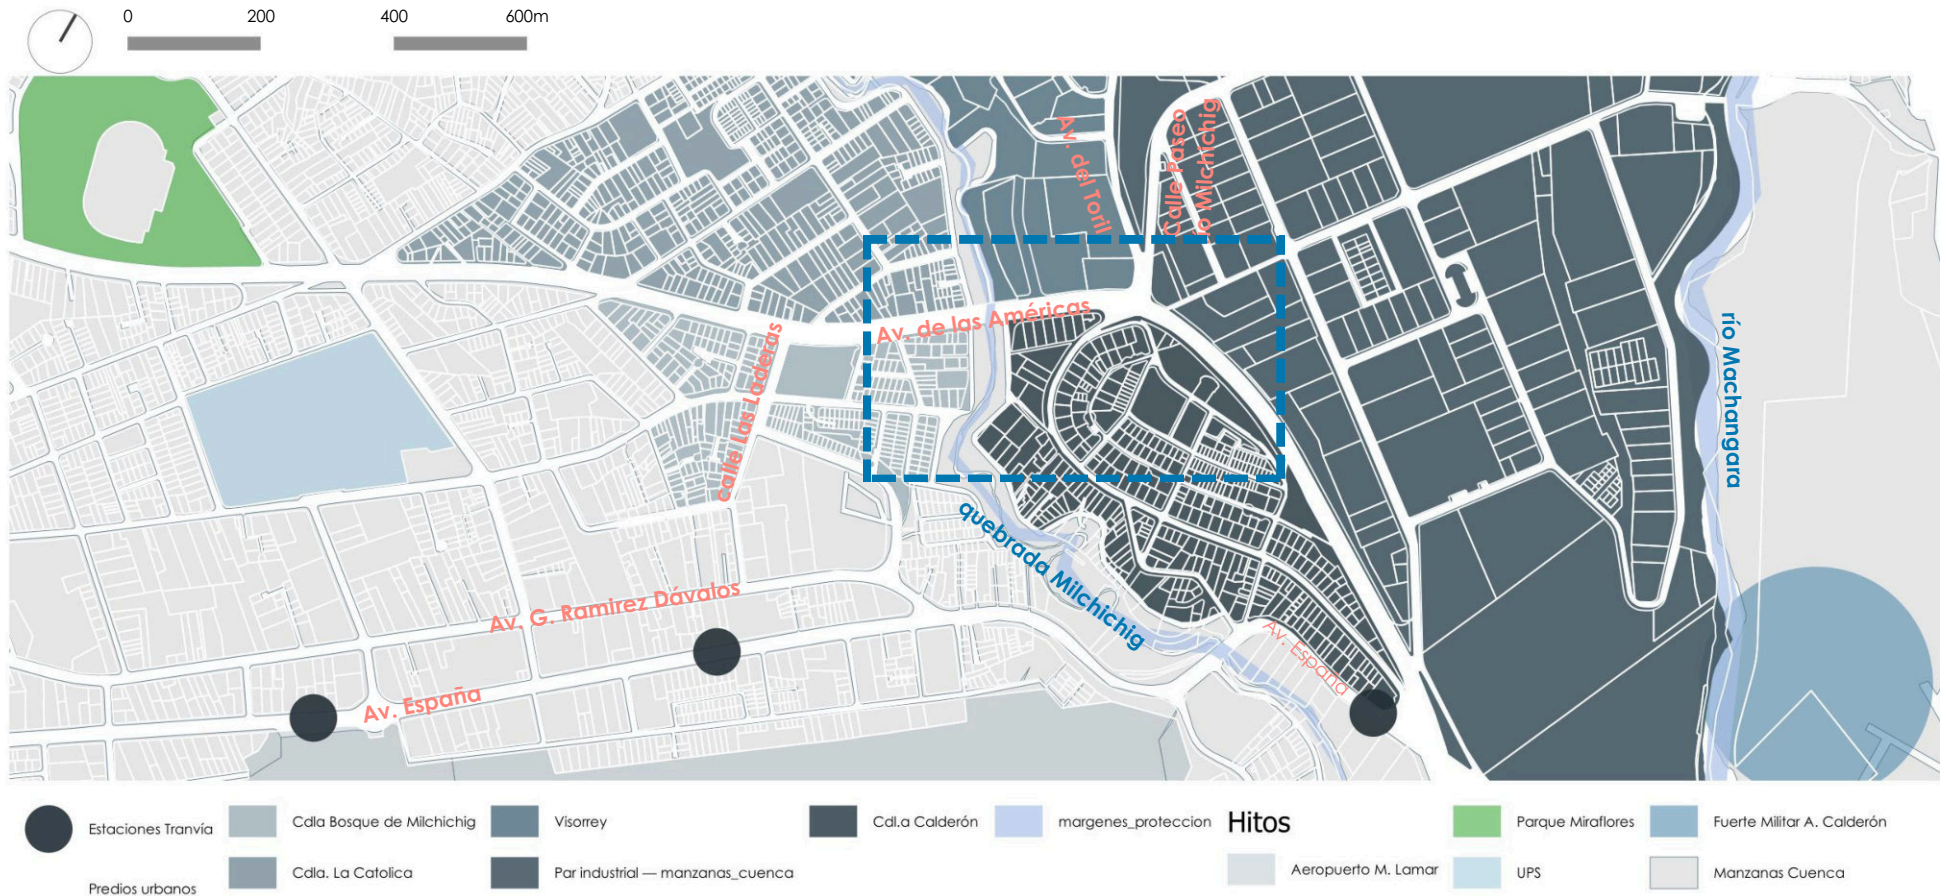 0 200 400 600m
Av. del Toril
Calle Paseo
río Milchichig
Av. de las Américas
Calle Las Laderas
río Machangara
quebrada Milchichig
Av. G. Ramirez Dávalos
Av. España
Av. España
Estaciones Tranvía
Cdla Bosque de Milchichig
Visorrey
Cdl.a Calderón
margenes_proteccion
Hitos
Parque Miraflores
Fuerte Militar A. Calderón
Predios urbanos
Cdla. La Catolica
Par industrial — manzanas_cuenca
Aeropuerto M. Lamar
UPS
Manzanas Cuenca